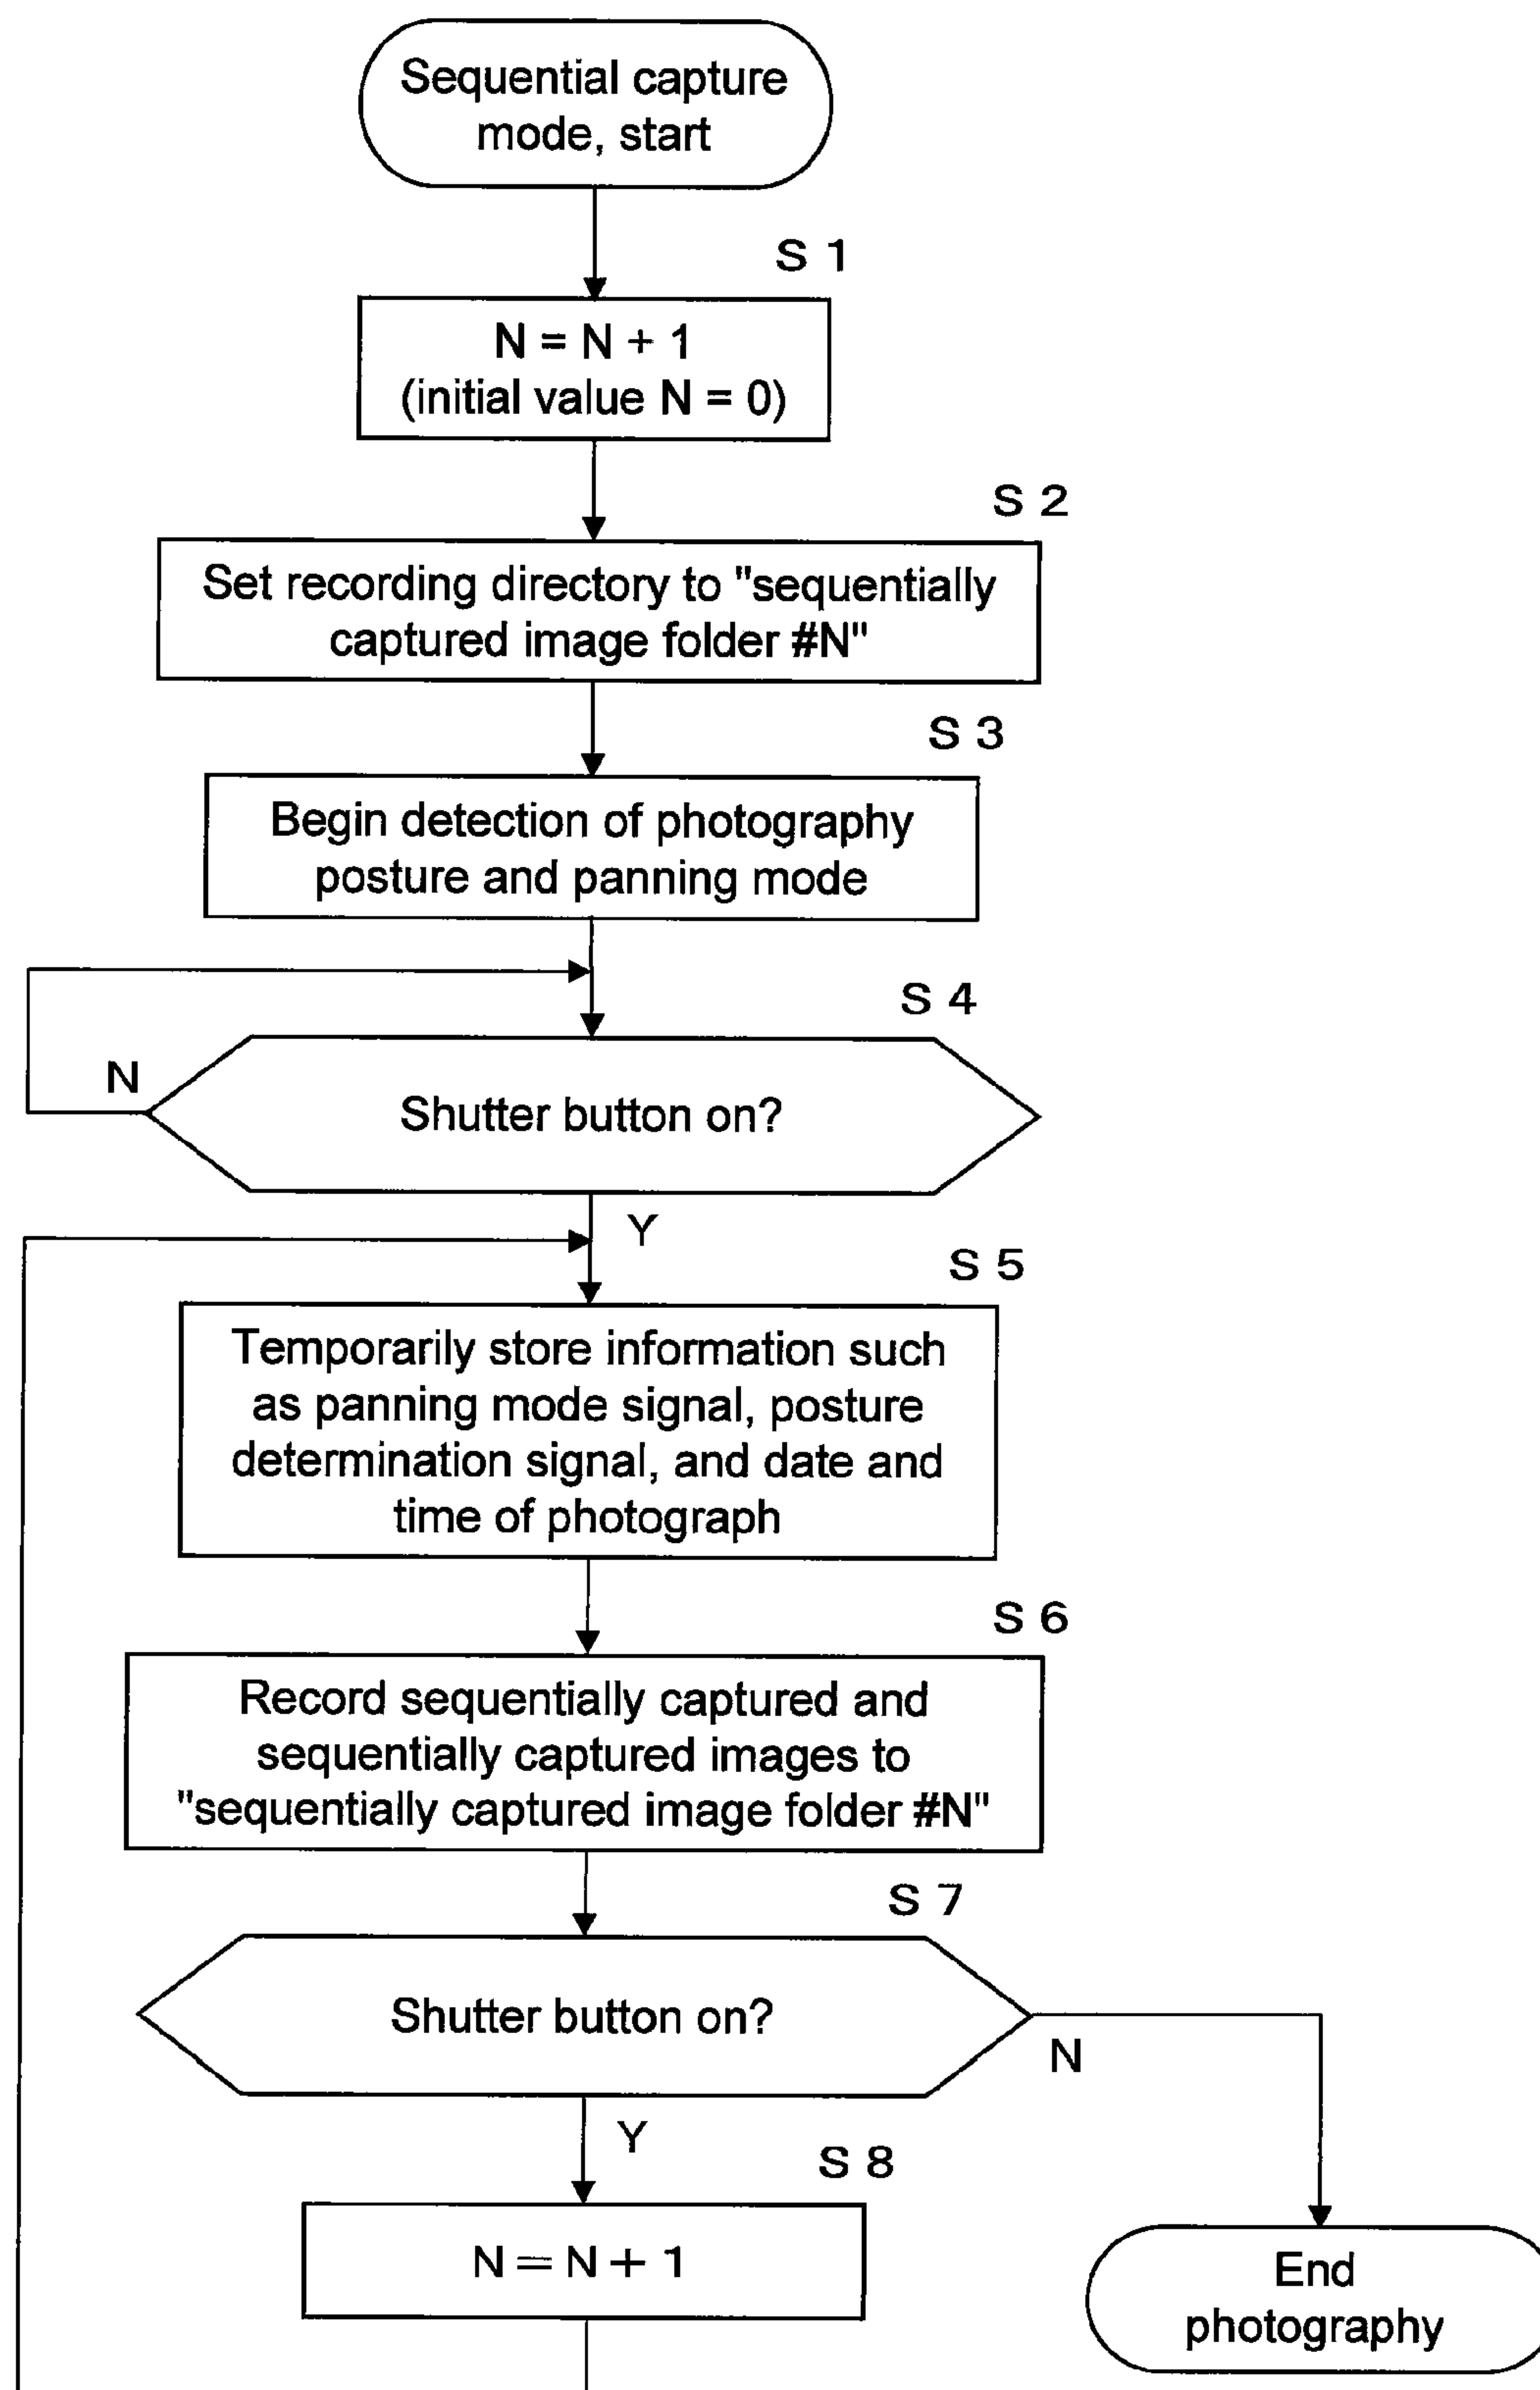 Sequential capture
mode, start
S 1
N = N + 1
(initial value N = 0)
S 2
Set recording directory to "sequentially
captured image folder #N"
S 3
Begin detection of photography
posture and panning mode
S 4
N
Shutter button on?
Y
S 5
Temporarily store information such
as panning mode signal, posture
determination signal, and date and
time of photograph
S 6
Record sequentially captured and
sequentially captured images to
"sequentially captured image folder #N"
S 7
Shutter button on?
N
Y
S 8
N = N + 1
End
photography